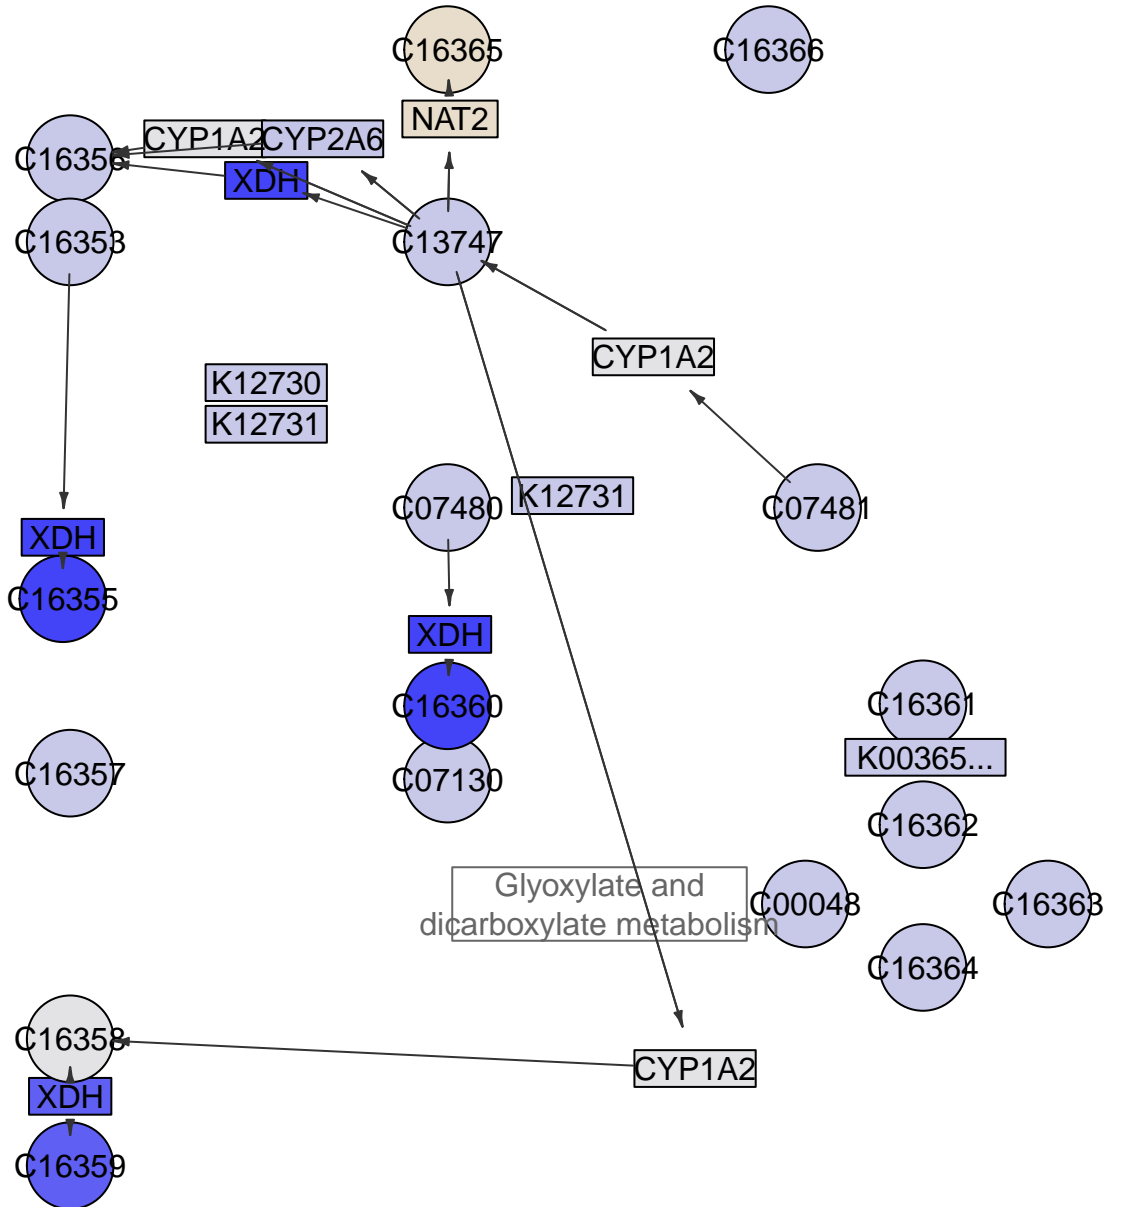 C16365
C16366
NAT2
CYP1A2
CYP2A6
C16356
XDH
C16353
C13747
CYP1A2
K12730
K12731
K12731
C07480
C07481
XDH
C16355
XDH
C16360
C16361
K00365...
C16357
C07130
C16362
Glyoxylate and
dicarboxylate metabolism
C00048
C16363
C16364
C16358
CYP1A2
XDH
C16359